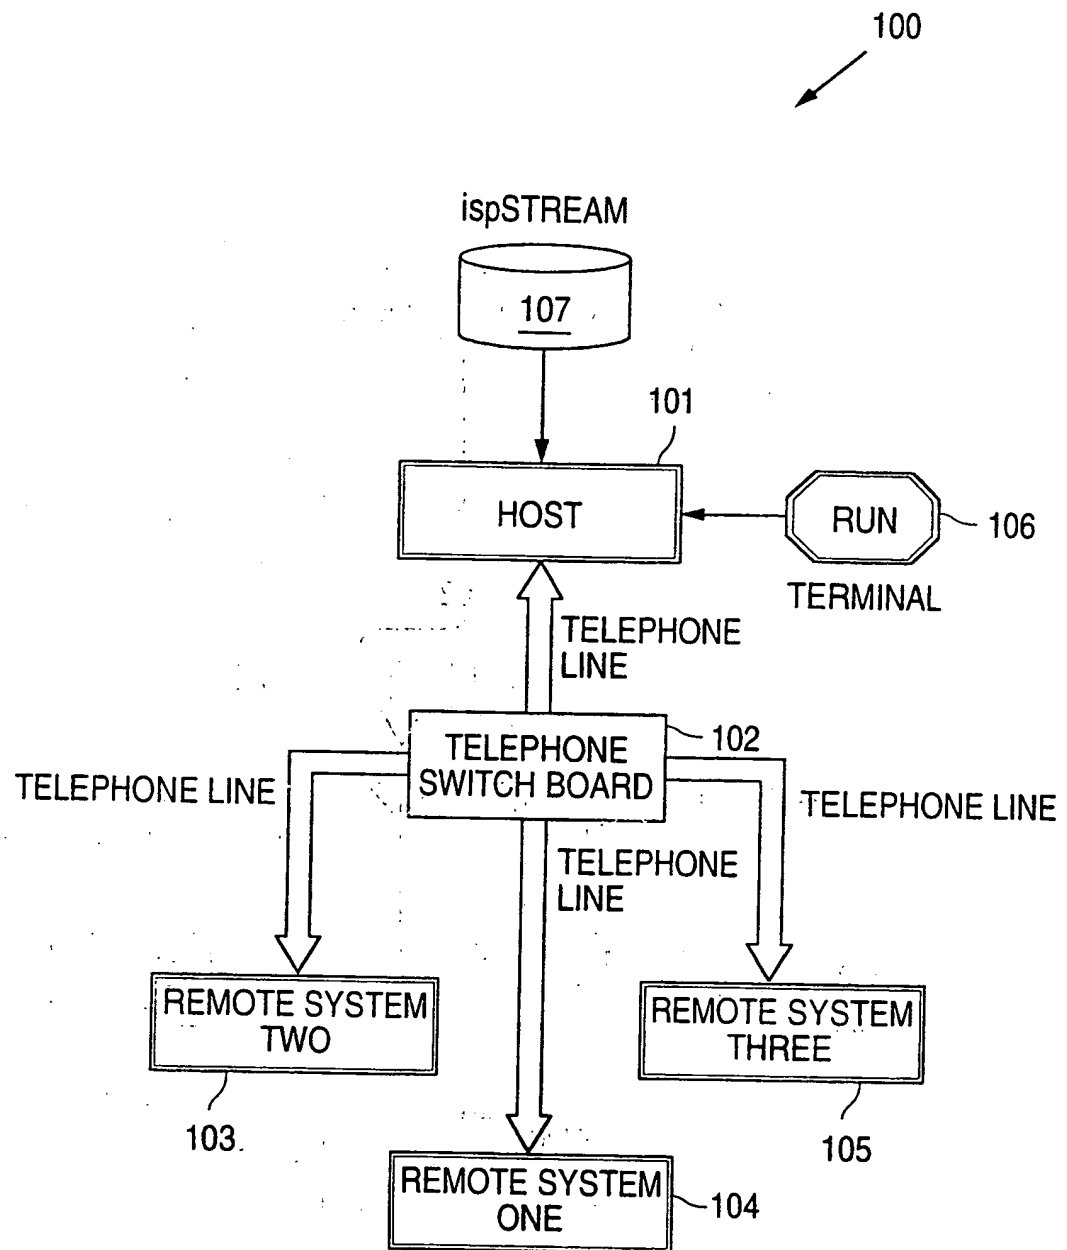 100
ispSTREAM
107
101
HOST
RUN
106
TERMINAL
TELEPHONE
LINE
102
TELEPHONE
SWITCH BOARD
TELEPHONE LINE
TELEPHONE LINE
TELEPHONE
LINE
REMOTE SYSTEM
TWO
REMOTE SYSTEM
THREE
103
105
REMOTE SYSTEM
ONE
104